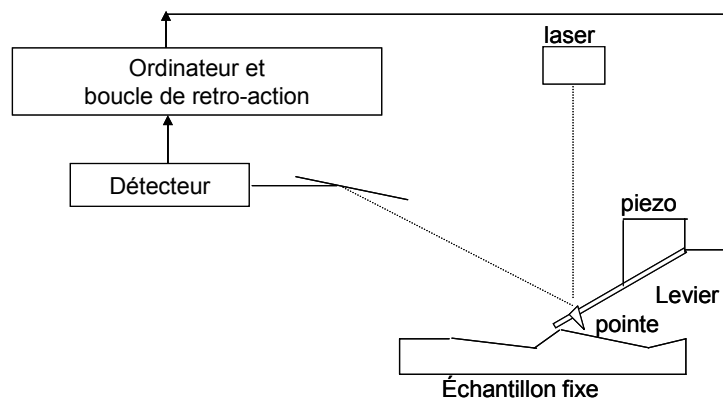 laser
Ordinateur et
boucle de retro-action
Détecteur
piezo
Levier
pointe
Échantillon fixe